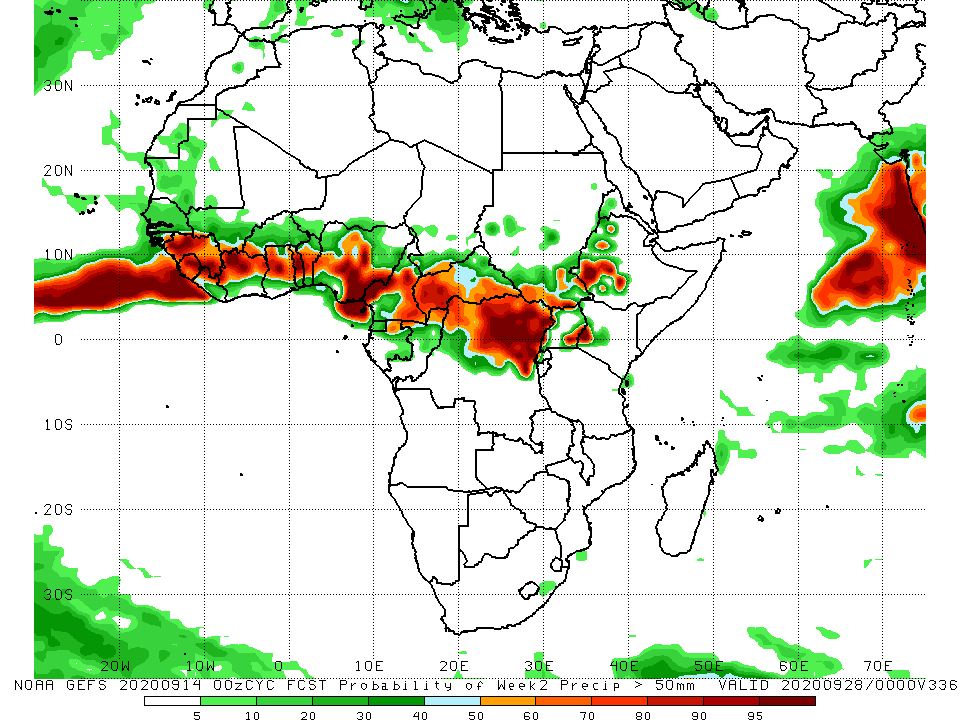 30N
20N
10N
0
10S
20S
30S
20W 10W 0 10E 20E 30E 40E 50E 60E 70E
NOAA GEFS 20200914 00zCYC FCST Probability of Week2 Precip > 50mm VALID 20200928/0000V336
5 10 20 30 40 50 60 70 80 90 95